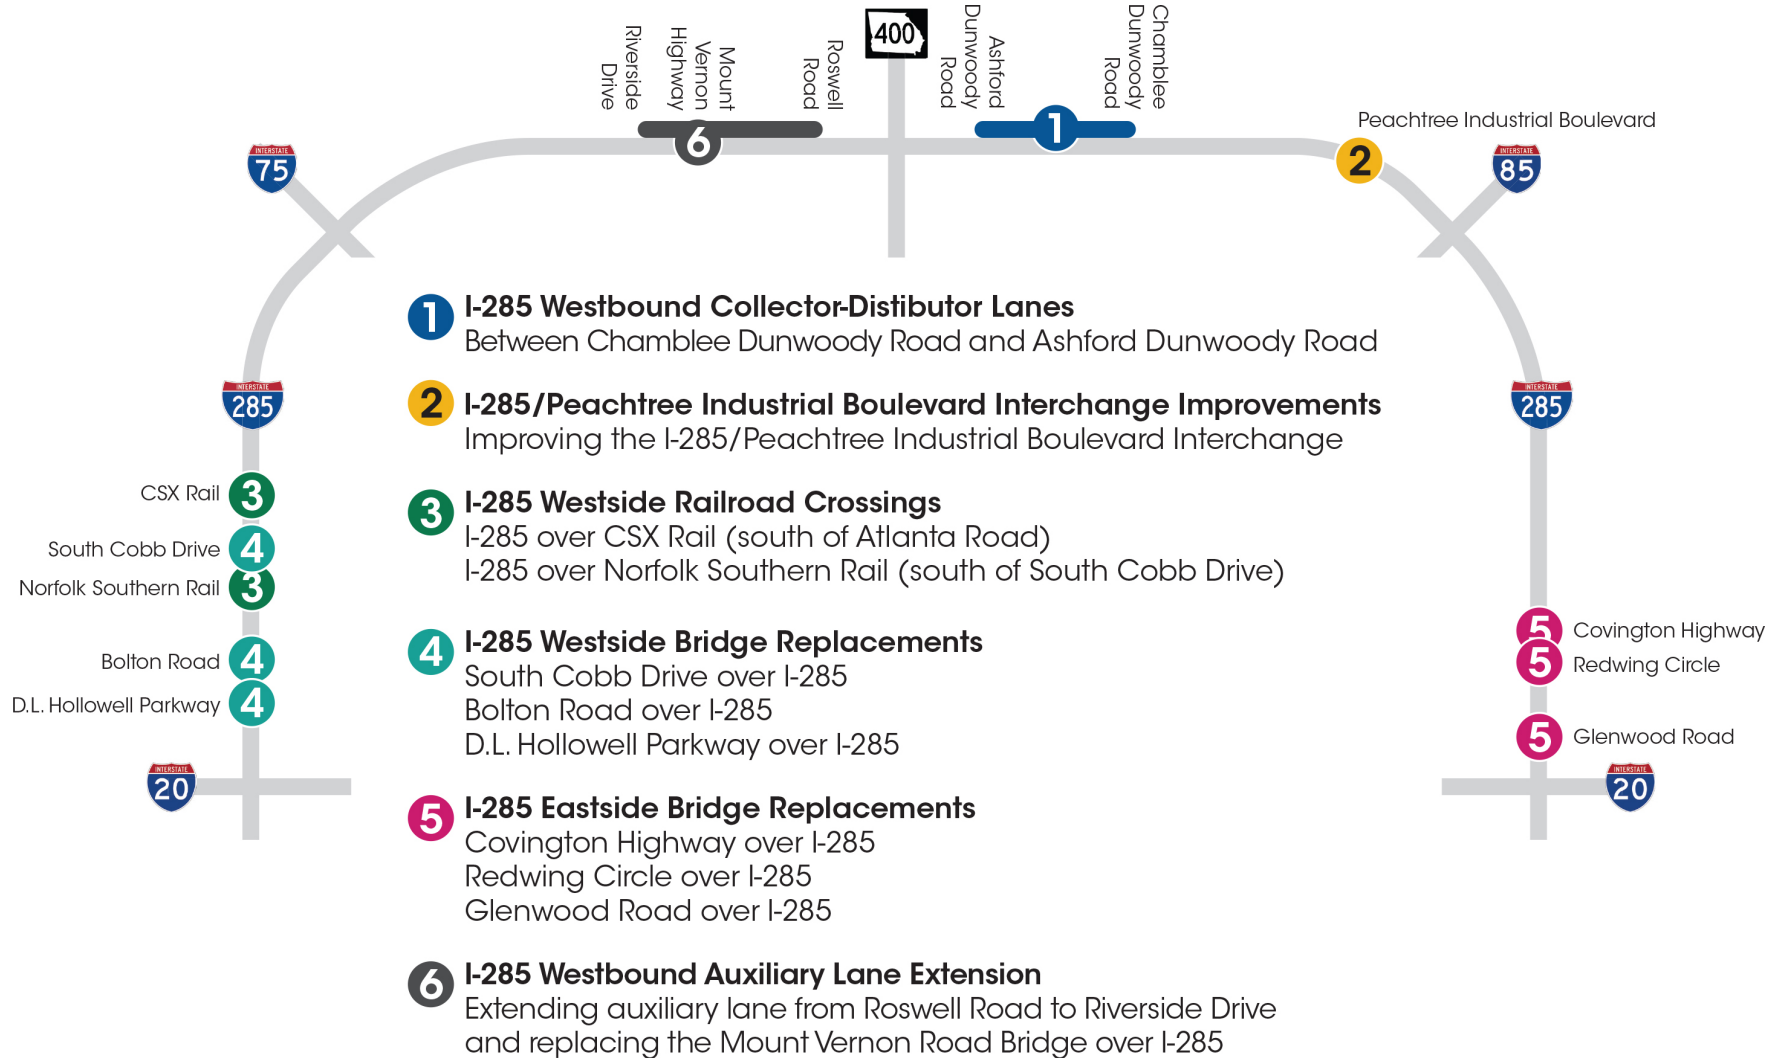 Riverside
Drive
Mount
Vernon
Highway
Roswell
Road
400
Ashford
Dunwoody
Road
Chamblee
Dunwoody
Road
6
1
Peachtree Industrial Boulevard
2
INTERSTATE
75
INTERSTATE
85
INTERSTATE
285
INTERSTATE
285
CSX Rail 3
South Cobb Drive 4
Norfolk Southern Rail 3
Bolton Road 4
D.L. Hollowell Parkway 4
INTERSTATE
20
1 I-285 Westbound Collector-Distibutor Lanes
Between Chamblee Dunwoody Road and Ashford Dunwoody Road
2 I-285/Peachtree Industrial Boulevard Interchange Improvements
Improving the I-285/Peachtree Industrial Boulevard Interchange
3 I-285 Westside Railroad Crossings
I-285 over CSX Rail (south of Atlanta Road)
I-285 over Norfolk Southern Rail (south of South Cobb Drive)
4 I-285 Westside Bridge Replacements
South Cobb Drive over I-285
Bolton Road over I-285
D.L. Hollowell Parkway over I-285
5 I-285 Eastside Bridge Replacements
Covington Highway over I-285
Redwing Circle over I-285
Glenwood Road over I-285
6 I-285 Westbound Auxiliary Lane Extension
Extending auxiliary lane from Roswell Road to Riverside Drive
and replacing the Mount Vernon Road Bridge over I-285
5 Covington Highway
5 Redwing Circle
5 Glenwood Road
INTERSTATE
20